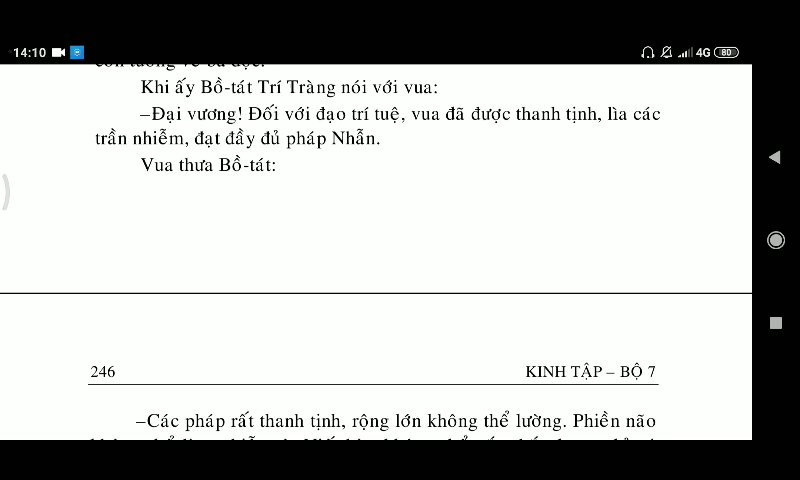 14:10 4G 80
Khi ấy Bồ-tát Trí Tràng nói với vua:
–Đại vương! Đối với đạo trí tuệ, vua đã được thanh tịnh, lìa các
trần nhiễm, đạt đầy đủ pháp Nhẫn.
Vua thưa Bồ-tát:
246 KINH TẬP – BỘ 7
–Các pháp rất thanh tịnh, rộng lớn không thể lường. Phiền não